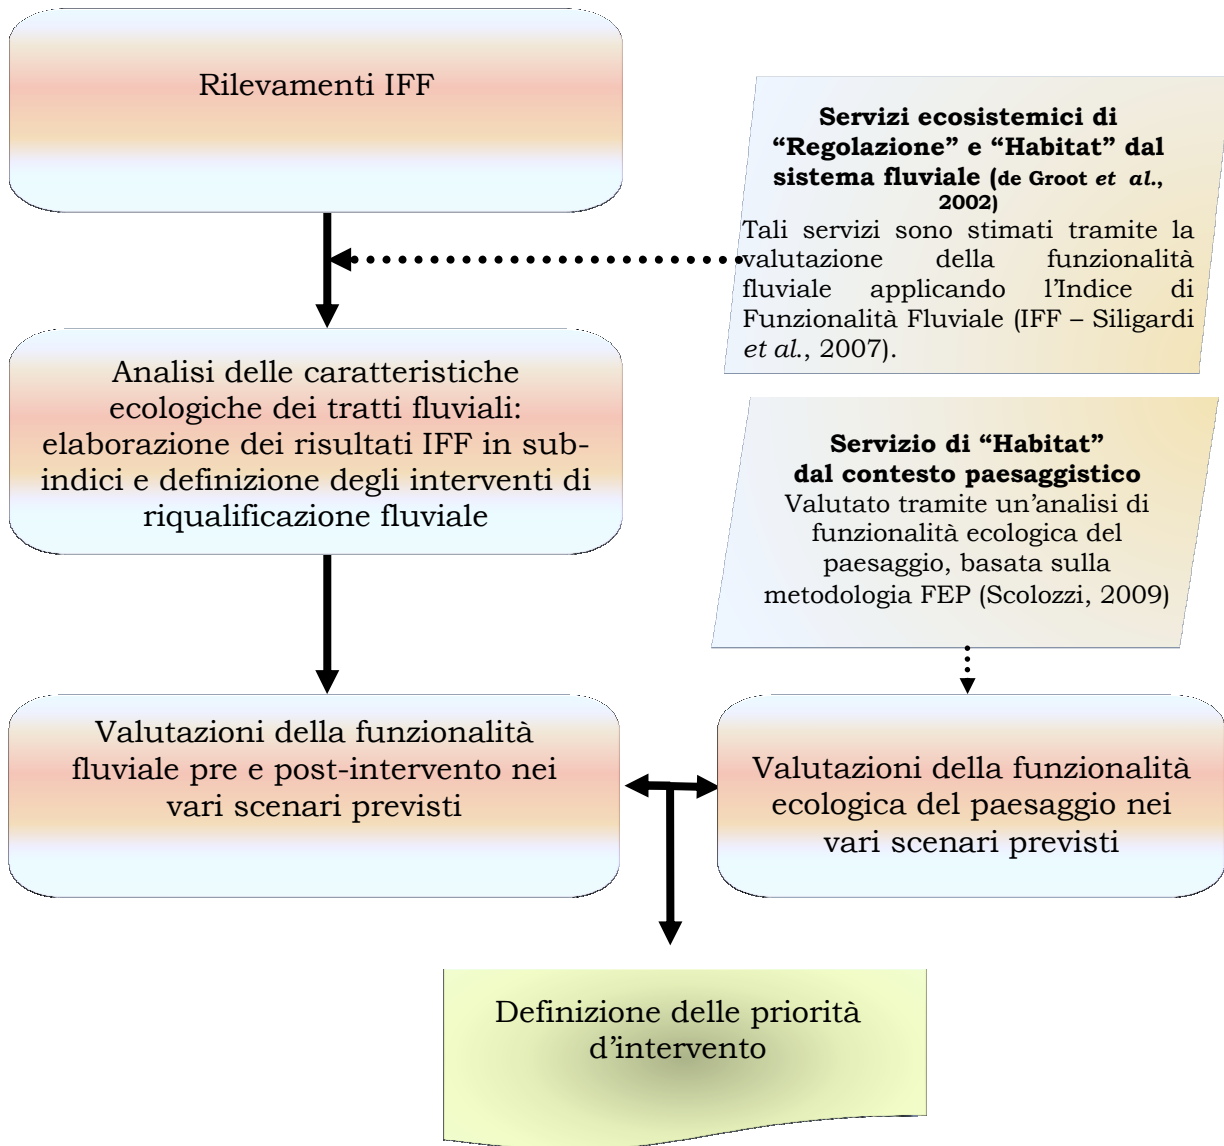 Rilevamenti IFF
Servizi ecosistemici di
“Regolazione” e “Habitat” dal
sistema fluviale (de Groot et al.,
2002)
Tali servizi sono stimati tramite la
valutazione della funzionalità
fluviale applicando l’Indice di
Funzionalità Fluviale (IFF – Siligardi
et al., 2007).
Analisi delle caratteristiche
ecologiche dei tratti fluviali:
elaborazione dei risultati IFF in sub-
indici e definizione degli interventi di
riqualificazione fluviale
Servizio di “Habitat”
dal contesto paesaggistico
Valutato tramite un’analisi di
funzionalità ecologica del
paesaggio, basata sulla
metodologia FEP (Scolozzi, 2009)
Valutazioni della funzionalità
fluviale pre e post-intervento nei
vari scenari previsti
Valutazioni della funzionalità
ecologica del paesaggio nei
vari scenari previsti
Definizione delle priorità
d’intervento